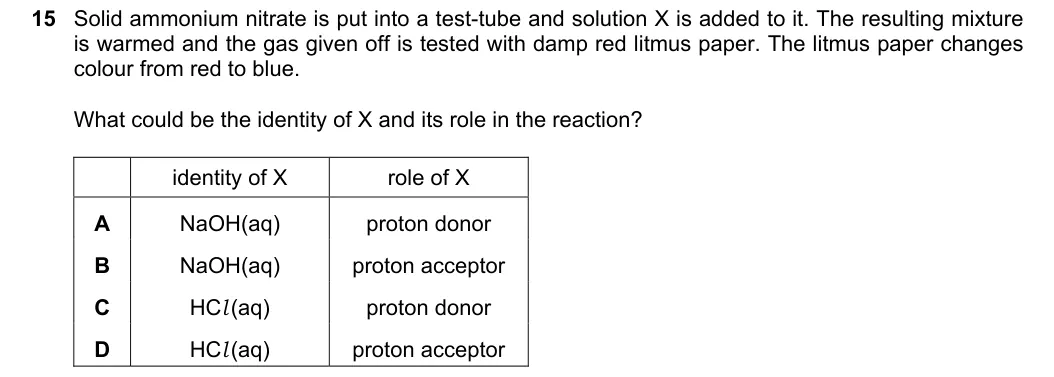 15 Solid ammonium nitrate is put into a test-tube and solution X is added to it. The resulting mixture
is warmed and the gas given off is tested with damp red litmus paper. The litmus paper changes
colour from red to blue.
What could be the identity of X and its role in the reaction?
identity of X role of X
A NaOH(aq) proton donor
B NaOH(aq) proton acceptor
C HCl(aq) proton donor
D HCl(aq) proton acceptor